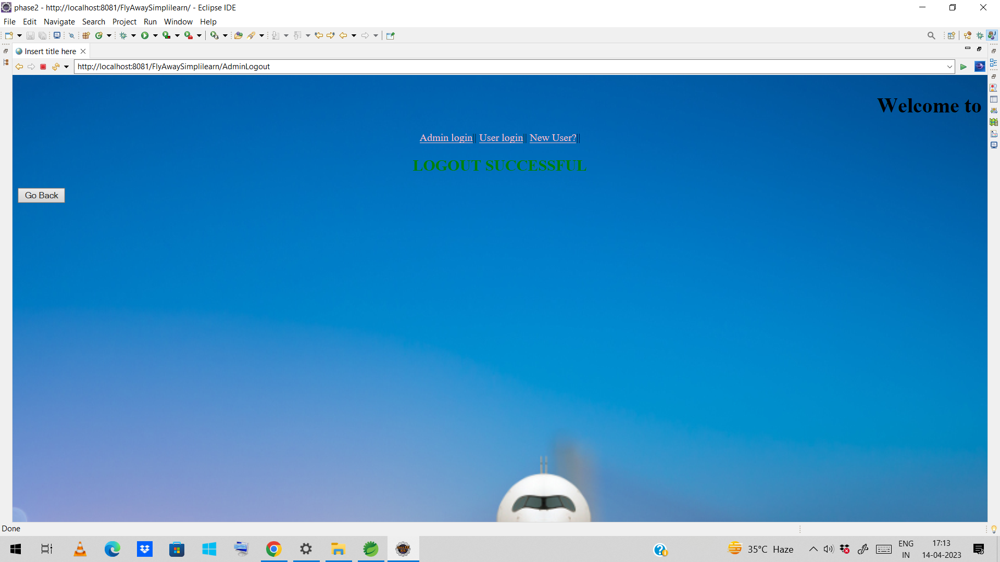 phase2 - http://localhost:8081/FlyAwaySimplilearn/ - Eclipse IDE
File Edit Navigate Search Project Run Window Help
Insert title here
http://localhost:8081/FlyAwaySimplilearn/AdminLogout
Welcome to
Admin login|| User login|| New User?||
LOGOUT SUCCESSFUL
Go Back
Done
35°C Haze
ENG
IN
17:13
14-04-2023